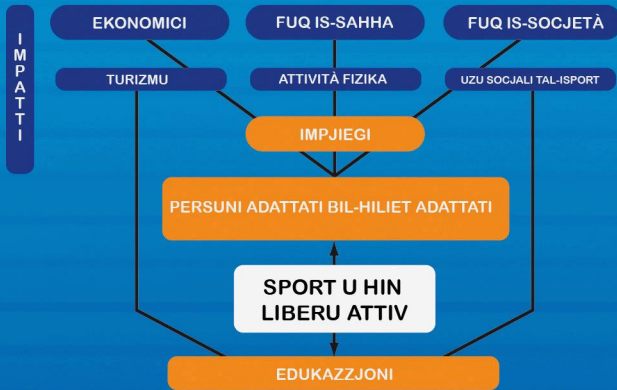 IMPATTI
EKONOMICI
FUQ IS-SAHHA
FUQ IS-SOCJETÀ
TURIZMU
ATTIVITÀ FIZIKA
UZU SOCJALI TAL-ISPORT
IMPJIEGI
PERSUNI ADATTATI BIL-HILIET ADATTATI
SPORT U HIN
LIBERU ATTIV
EDUKAZZJONI